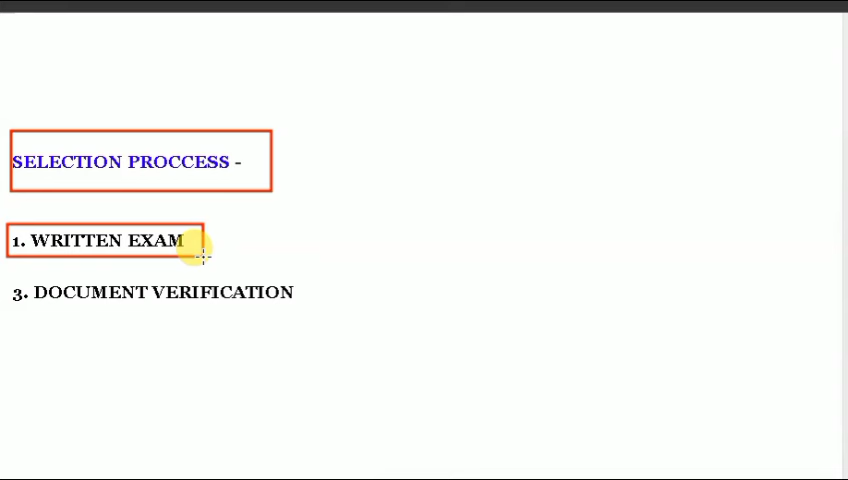 SELECTION PROCCESS -
1. WRITTEN EXAM
3. DOCUMENT VERIFICATION